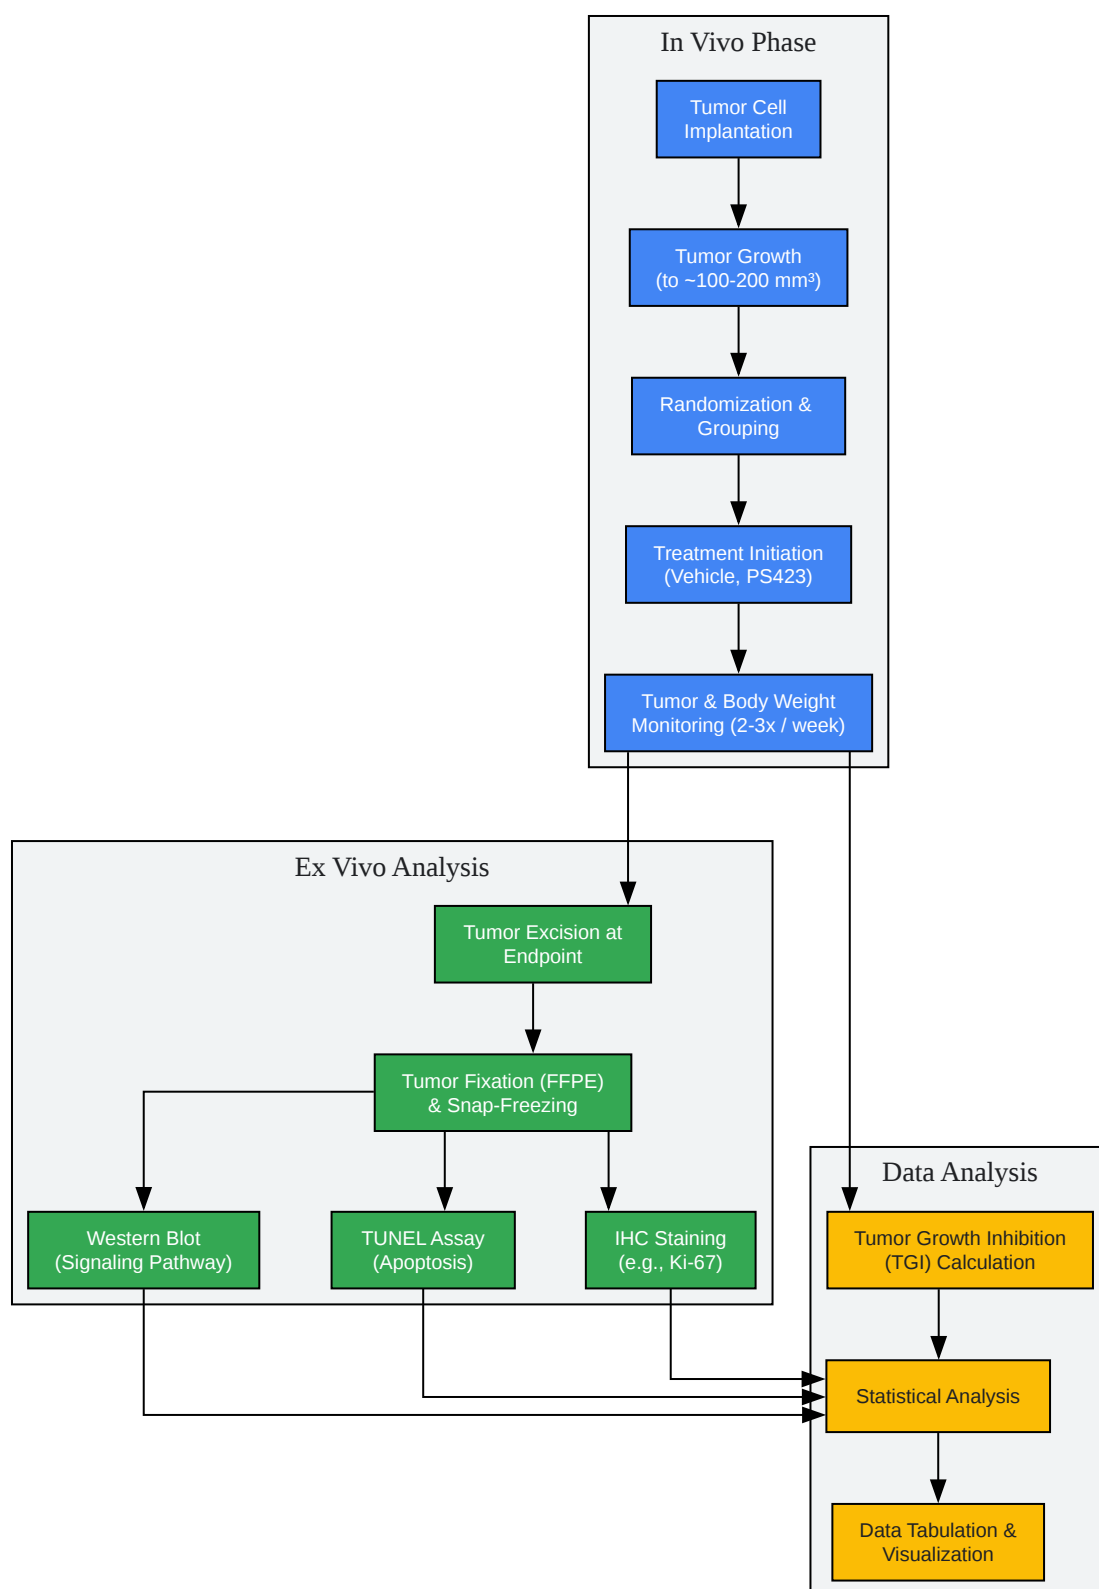 In Vivo Phase
Tumor Cell
Implantation
Tumor Growth
(to ~100-200 mm³)
Randomization &
Grouping
Treatment Initiation
(Vehicle, PS423)
Tumor & Body Weight
Monitoring (2-3x / week)
Ex Vivo Analysis
Tumor Excision at
Endpoint
Tumor Fixation (FFPE)
& Snap-Freezing
Western Blot
(Signaling Pathway)
TUNEL Assay
(Apoptosis)
IHC Staining
(e.g., Ki-67)
Data Analysis
Tumor Growth Inhibition
(TGI) Calculation
Statistical Analysis
Data Tabulation &
Visualization